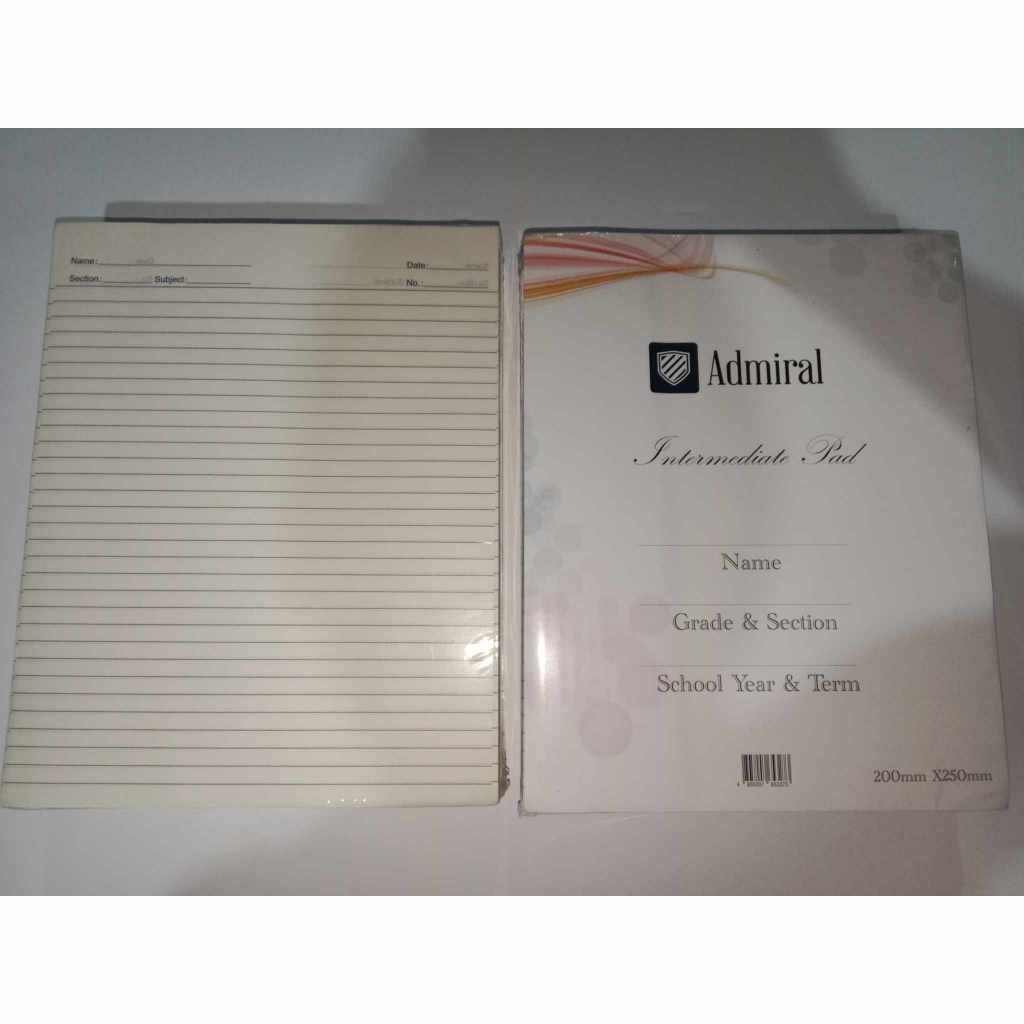 Name: Date:
Section: Subject: No.:
Admiral
Intermediate Pad
Name
Grade & Section
School Year & Term
200mm X250mm